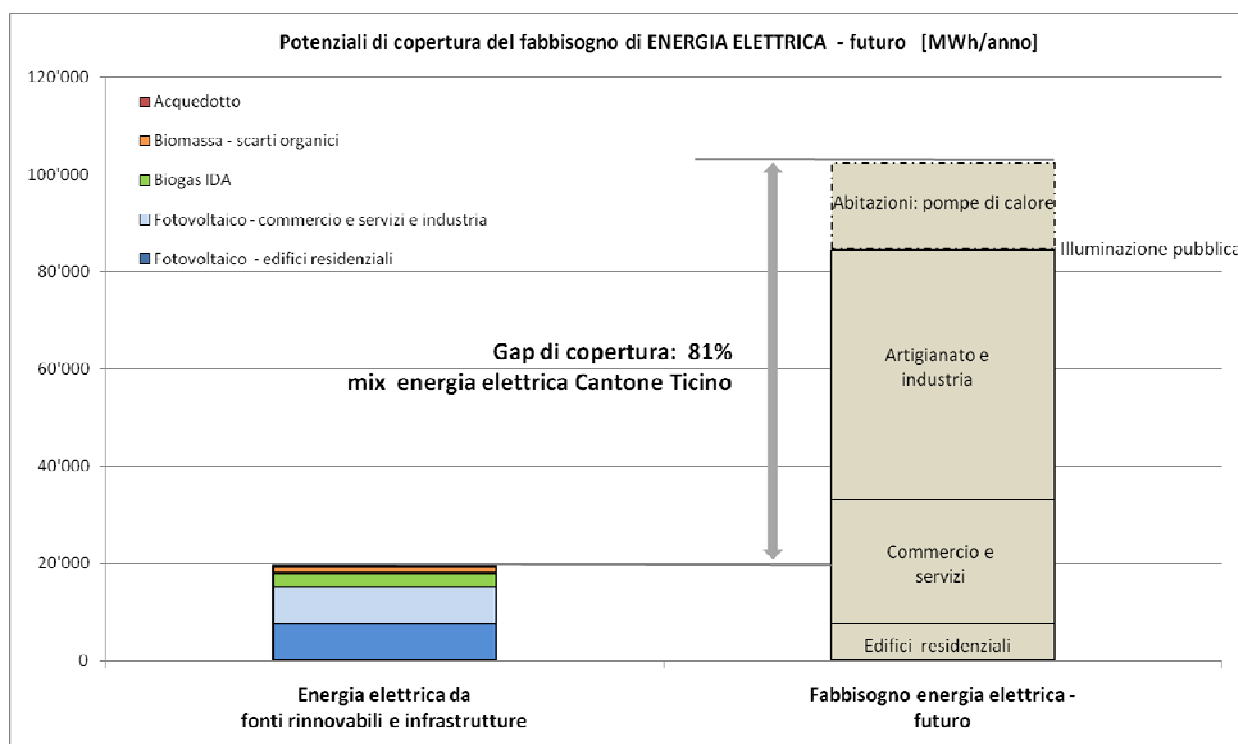 Potenziali di copertura del fabbisogno di ENERGIA ELETTRICA - futuro [MWh/anno]
120'000
100'000
80'000
60'000
40'000
20'000
0
Acquedotto
Biomassa - scarti organici
Biogas IDA
Fotovoltaico - commercio e servizi e industria
Fotovoltaico - edifici residenziali
Gap di copertura: 81%
mix energia elettrica Cantone Ticino
Abitazioni: pompe di calore
Illuminazione pubblica
Artigianato e
industria
Commercio e
servizi
Edifici residenziali
Energia elettrica da
fonti rinnovabili e infrastrutture
Fabbisogno energia elettrica -
futuro